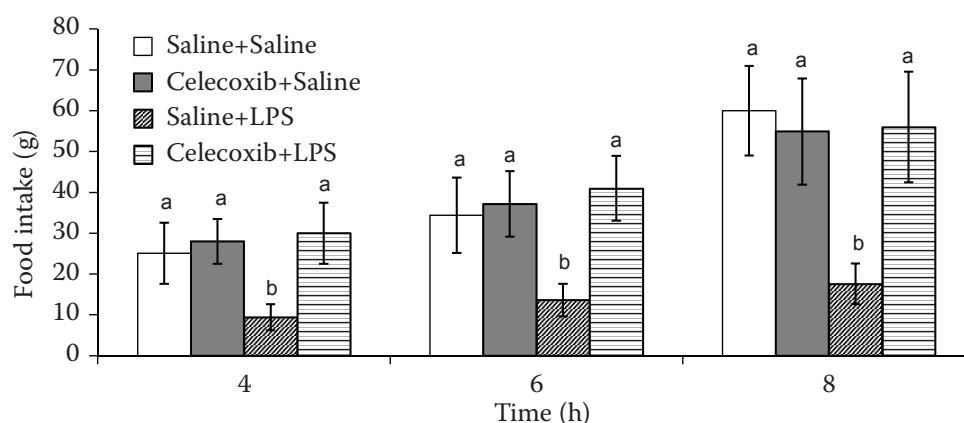 80
70
60
50
40
30
20
10
0
Food intake (g)
Saline+Saline
Celecoxib+Saline
Saline+LPS
Celecoxib+LPS
a a b a
a a b a
a a b a
4 6 8
Time (h)